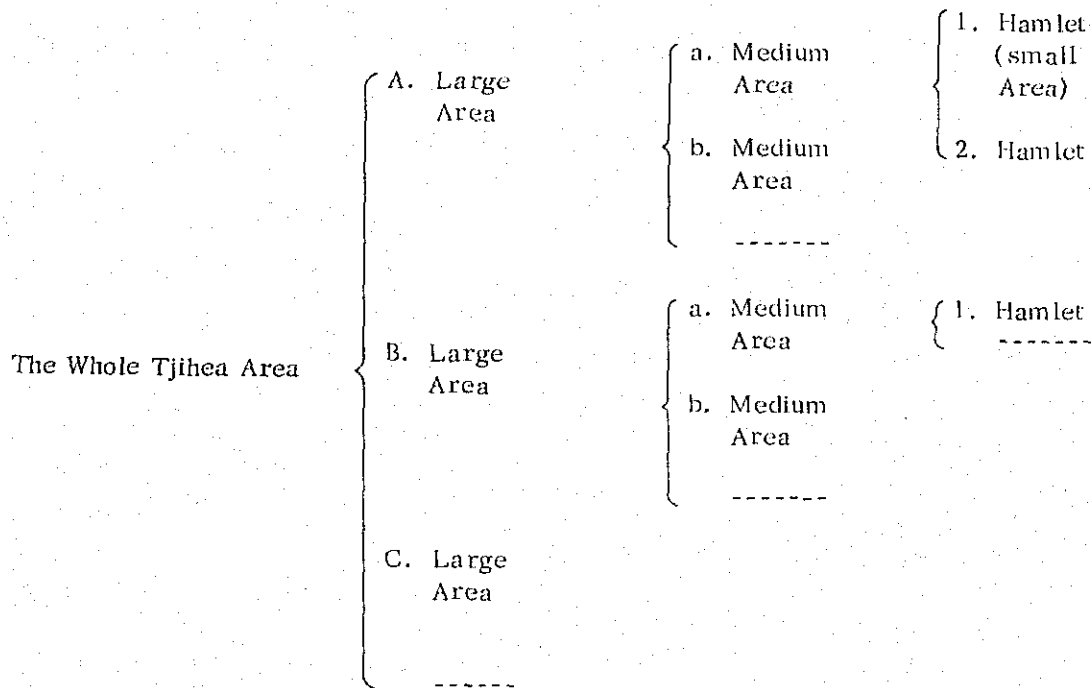 The Whole Tjihea Area
A. Large
Area
a. Medium
Area
1. Hamlet
(small
Area)
2. Hamlet
b. Medium
Area
-------
B. Large
Area
a. Medium
Area
1. Hamlet
-------
b. Medium
Area
-------
C. Large
Area
------